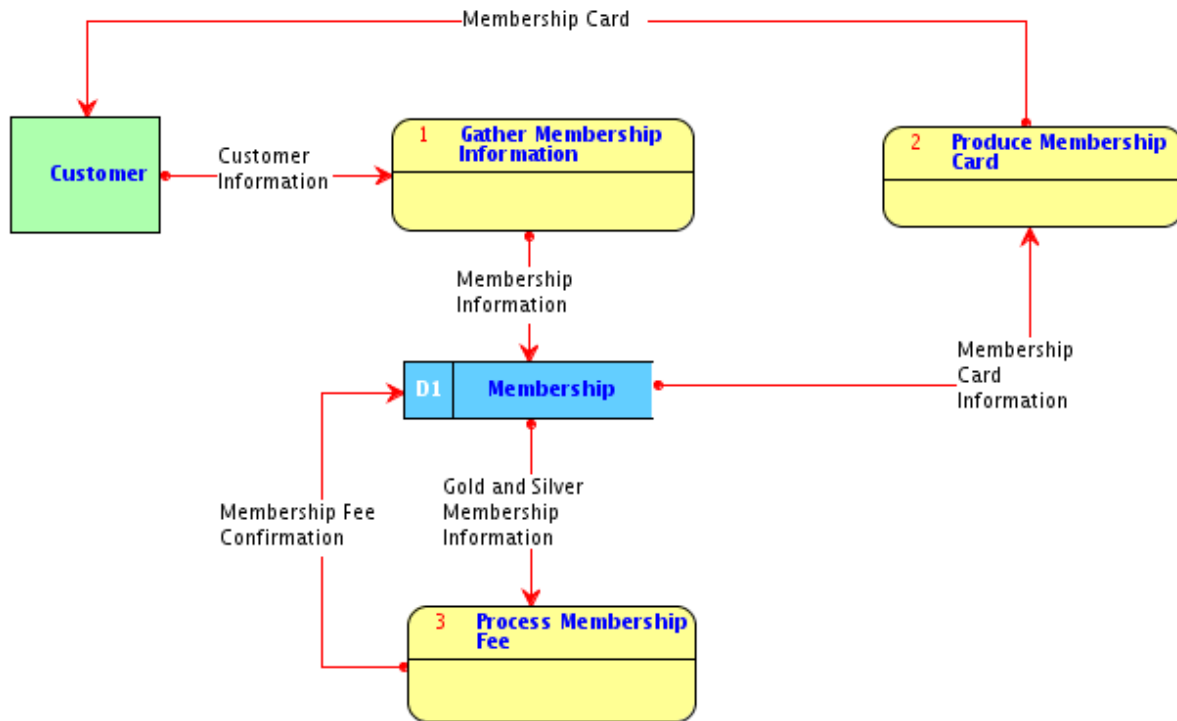 Membership Card
1 Gather Membership
Information
2 Produce Membership
Card
Customer
Customer
Information
Membership
Information
Membership
Card
Information
D1 Membership
Gold and Silver
Membership
Information
Membership Fee
Confirmation
3 Process Membership
Fee